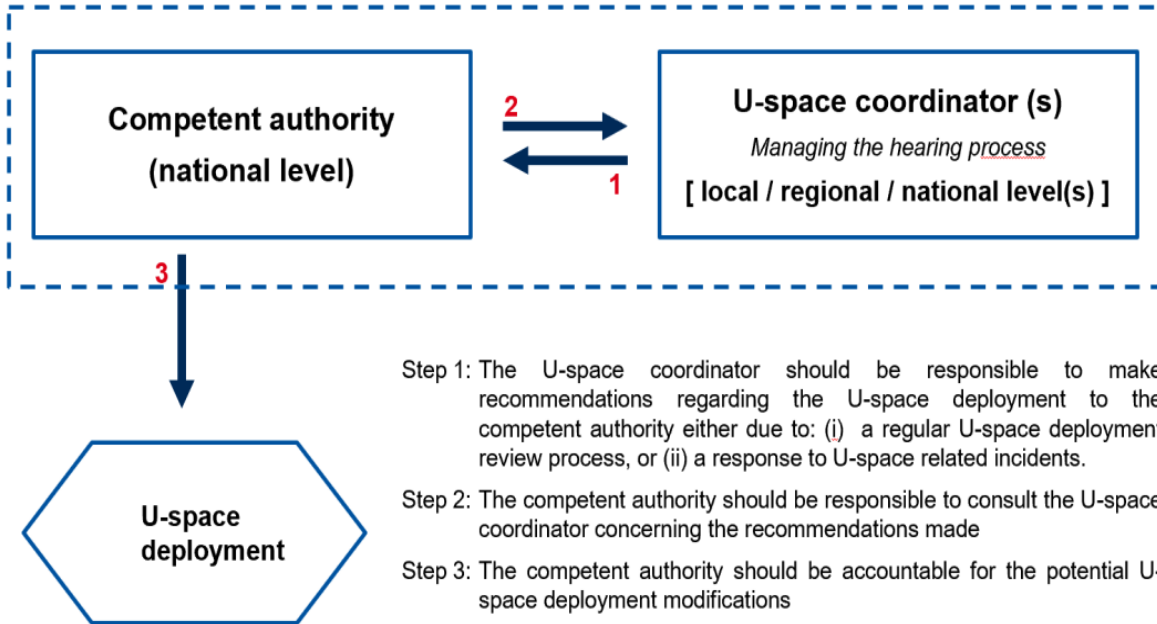 Competent authority
(national level)
2
1
U-space coordinator (s)
Managing the hearing process
[ local / regional / national level(s) ]
3
Step 1: The U-space coordinator should be responsible to make
recommendations regarding the U-space deployment to the
competent authority either due to: (i) a regular U-space deployment
review process, or (ii) a response to U-space related incidents.
Step 2: The competent authority should be responsible to consult the U-space
coordinator concerning the recommendations made
Step 3: The competent authority should be accountable for the potential U-
space deployment modifications
U-space
deployment